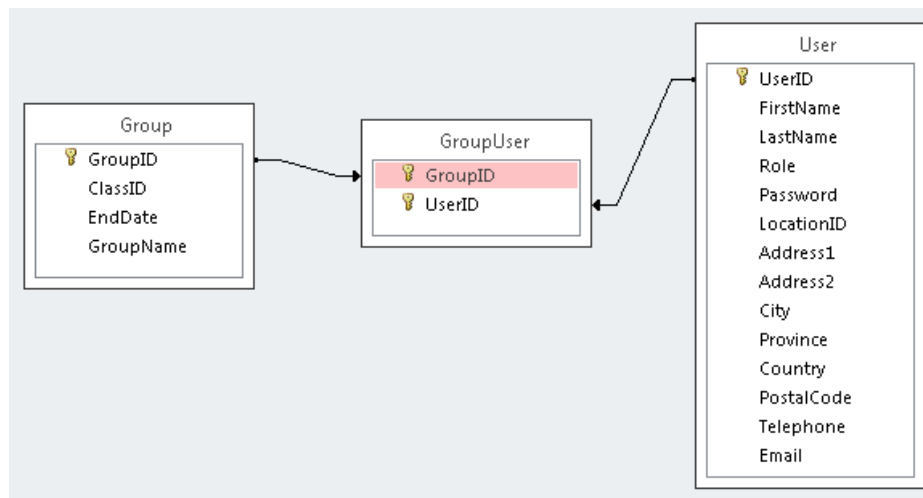 Group
GroupID
ClassID
EndDate
GroupName
GroupUser
GroupID
UserID
User
UserID
FirstName
LastName
Role
Password
LocationID
Address1
Address2
City
Province
Country
PostalCode
Telephone
Email